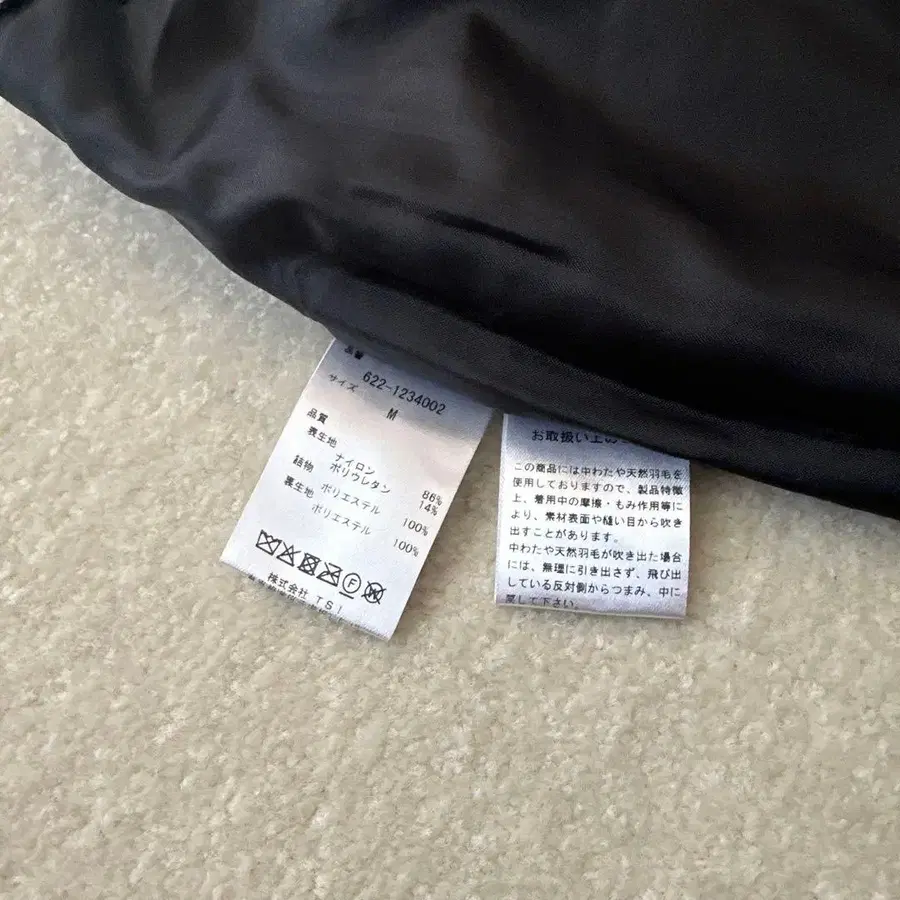 品番
622-1234002
サイズ
M
品質
表生地
ナイロン 86%
ポリウレタン 14%
詰物 ポリエステル 100%
裏生地 ポリエステル 100%
株式会社 TSI
お取扱い上の
この商品には中わたや天然羽毛を
使用しておりますので、製品特徴
上、着用中の摩擦・もみ作用等に
より、素材表面や縫い目から吹き
出すことがあります。
中わたや天然羽毛が吹き出た場合
には、無理に引き出さず、飛び出
している反対側からつまみ、中に
戻して下さい。